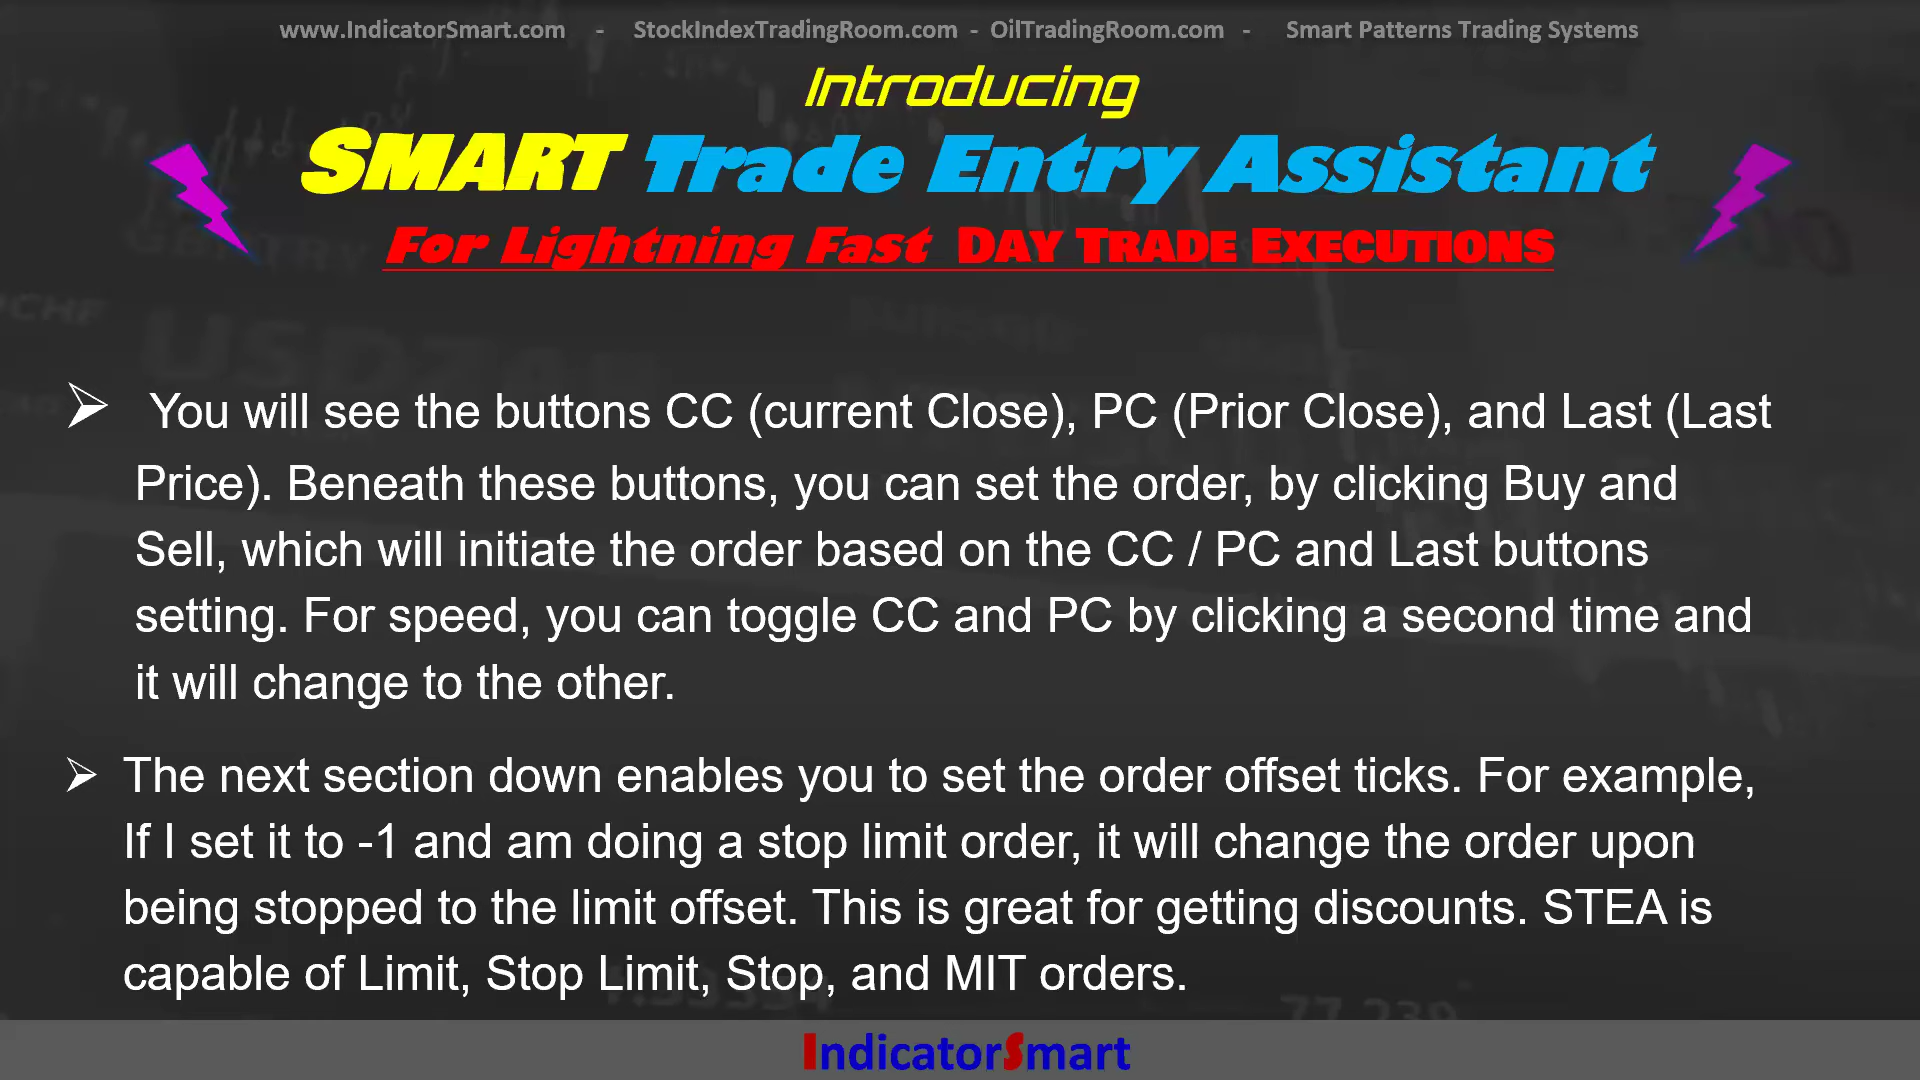 www.IndicatorSmart.com - StockIndexTradingRoom.com - OilTradingRoom.com - Smart Patterns Trading Systems
Introducing
SMART Trade Entry Assistant
For Lightning Fast DAY TRADE EXECUTIONS
➢ You will see the buttons CC (current Close), PC (Prior Close), and Last (Last
Price). Beneath these buttons, you can set the order, by clicking Buy and
Sell, which will initiate the order based on the CC / PC and Last buttons
setting. For speed, you can toggle CC and PC by clicking a second time and
it will change to the other.
➢ The next section down enables you to set the order offset ticks. For example,
If I set it to -1 and am doing a stop limit order, it will change the order upon
being stopped to the limit offset. This is great for getting discounts. STEA is
capable of Limit, Stop Limit, Stop, and MIT orders.
IndicatorSmart